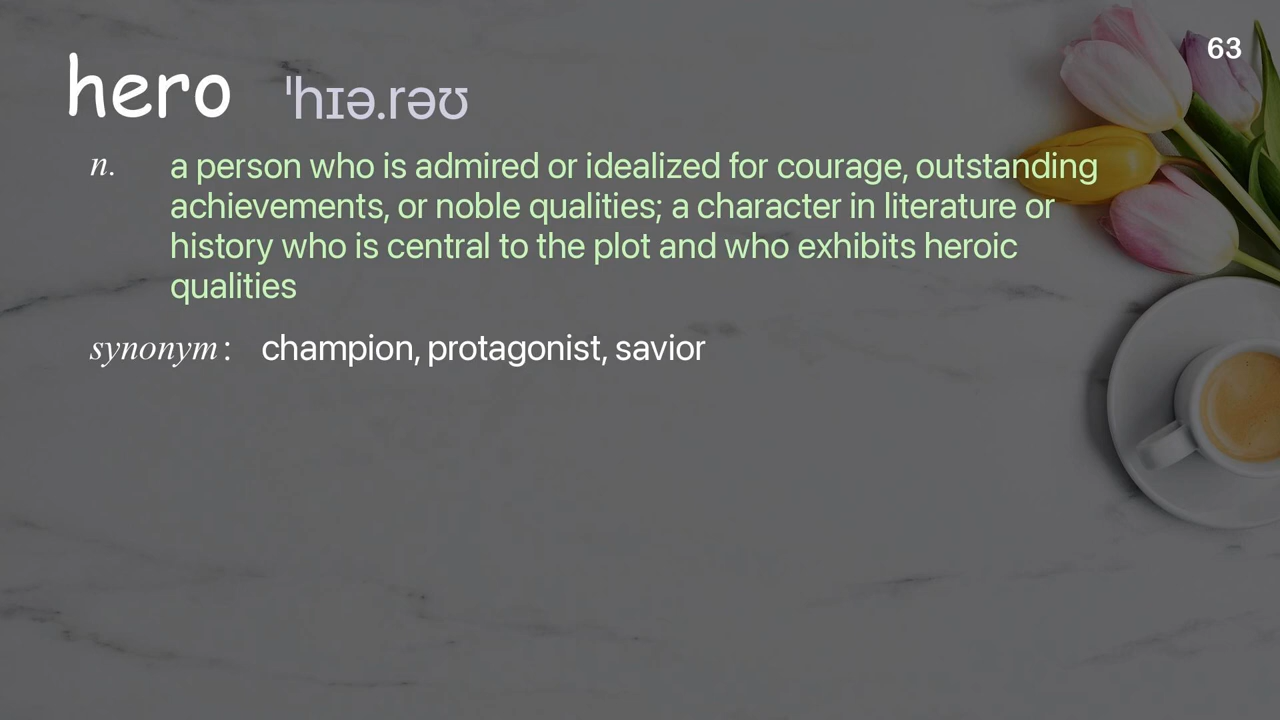 63
hero ˈhɪə.rəʊ
n. a person who is admired or idealized for courage, outstanding
achievements, or noble qualities; a character in literature or
history who is central to the plot and who exhibits heroic
qualities
synonym: champion, protagonist, savior